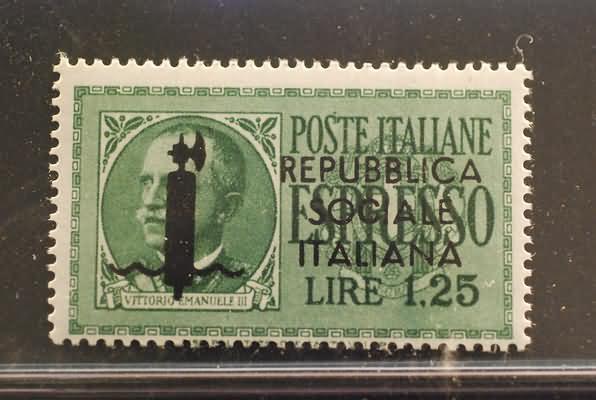 POSTE ITALIANE
REPUBBLICA
ESPRESSO
SOCIALE
ITALIANA
LIRE 1,25
VITTORIO EMANUELE III